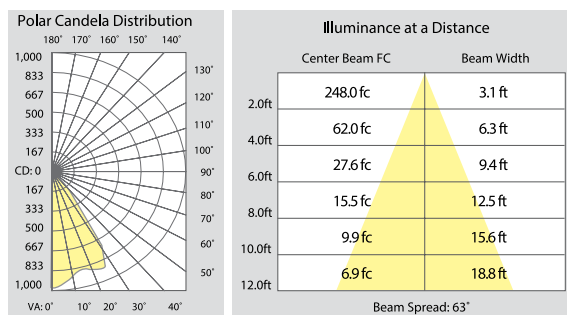 Polar Candela Distribution
180° 170° 160° 150° 140°
1,000
833
667
500
333
167
CD: 0
167
333
500
667
833
1,000
130°
120°
110°
100°
90°
80°
70°
60°
50°
VA: 0° 10° 20° 30° 40°
Illuminance at a Distance
Center Beam FC Beam Width
2.0ft 248.0 fc 3.1 ft
4.0ft 62.0 fc 6.3 ft
6.0ft 27.6 fc 9.4 ft
8.0ft 15.5 fc 12.5 ft
10.0ft 9.9 fc 15.6 ft
12.0ft 6.9 fc 18.8 ft
Beam Spread: 63°